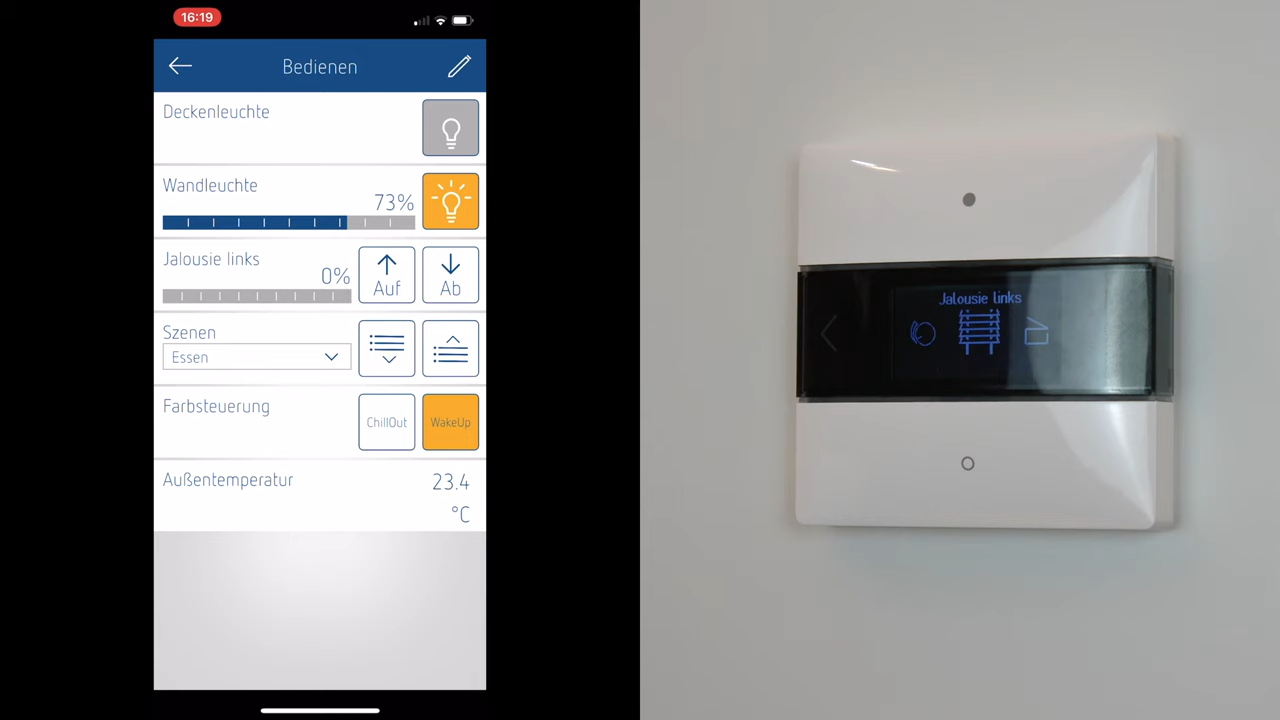 16:19
Bedienen
Deckenleuchte
Wandleuchte
73%
Jalousie links
0%
Auf
Ab
Szenen
Essen
Farbsteuerung
ChillOut
WakeUp
Außentemperatur
23.4
°C
Jalousie links